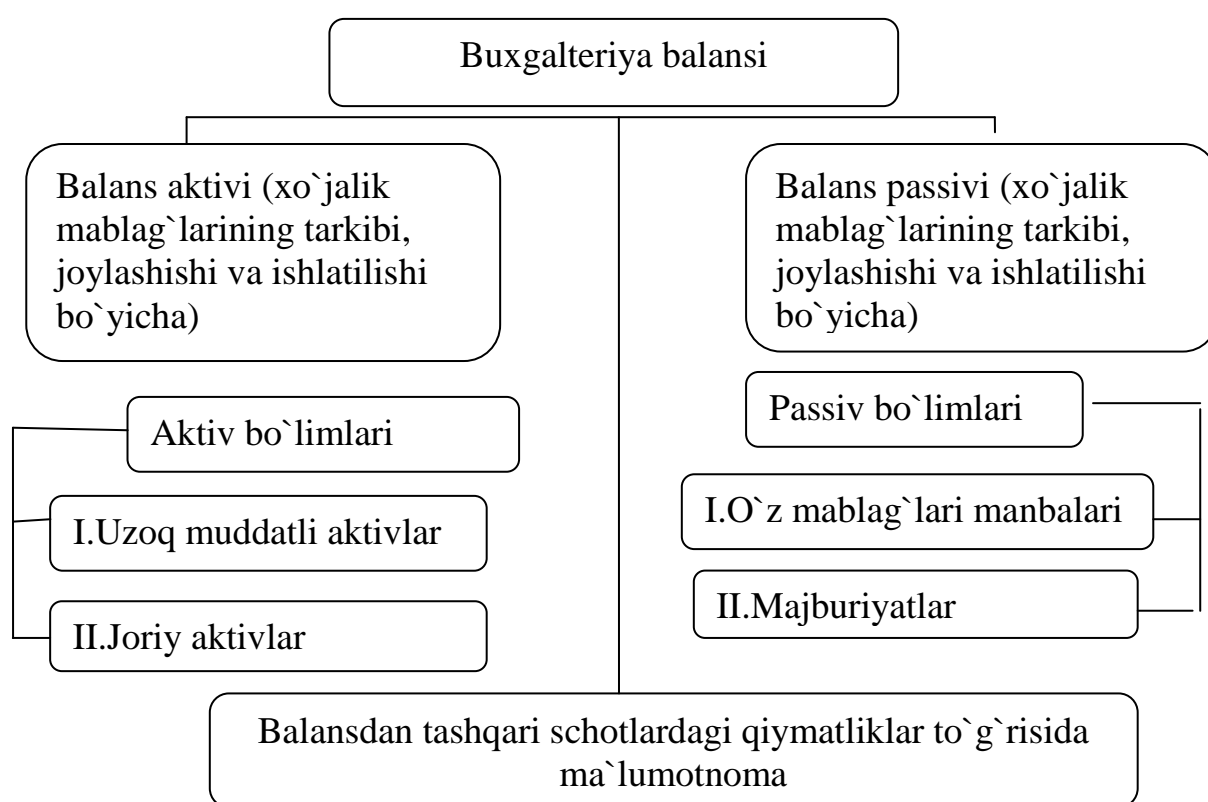 Buxgalteriya balansi
Balans aktivi (xo`jalik
mablag`larining tarkibi,
joylashishi va ishlatilishi
bo`yicha)
Balans passivi (xo`jalik
mablag`larining tarkibi,
joylashishi va ishlatilishi
bo`yicha)
Aktiv bo`limlari
I.Uzoq muddatli aktivlar
II.Joriy aktivlar
Passiv bo`limlari
I.O`z mablag`lari manbalari
II.Majburiyatlar
Balansdan tashqari schotlardagi qiymatliklar to`g`risida
ma`lumotnoma